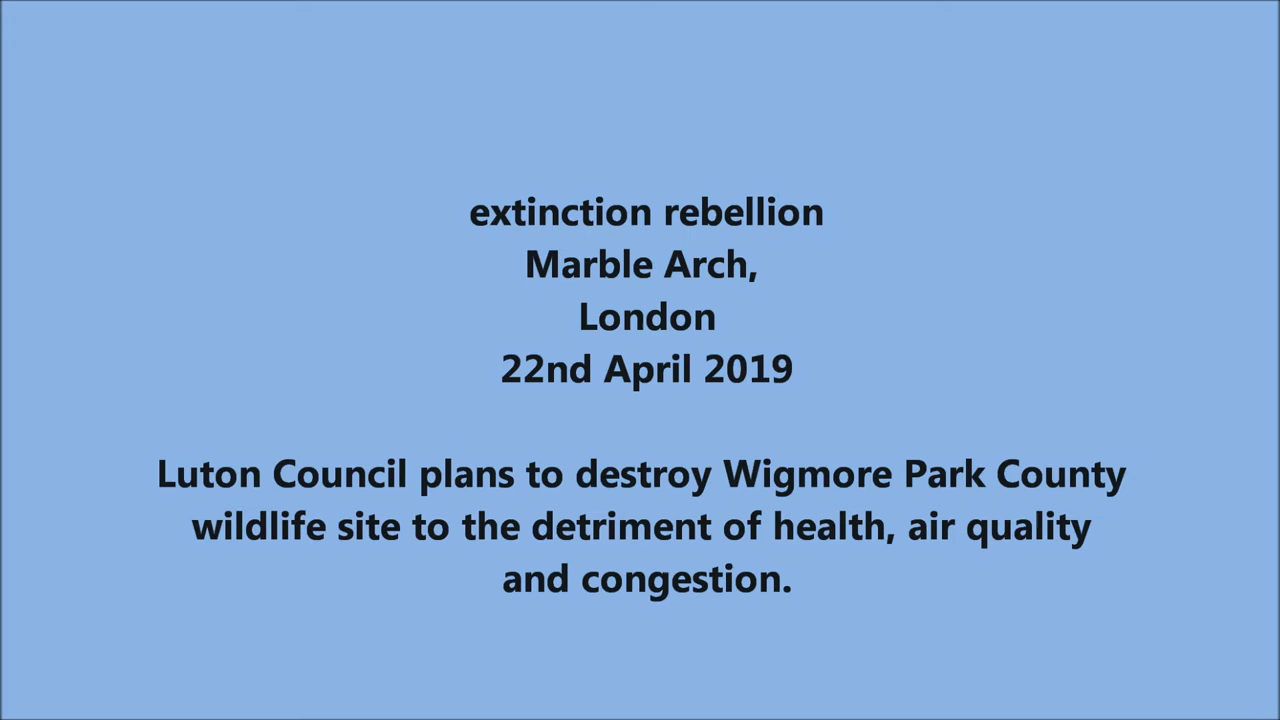 extinction rebellion
Marble Arch,
London
22nd April 2019
Luton Council plans to destroy Wigmore Park County
wildlife site to the detriment of health, air quality
and congestion.